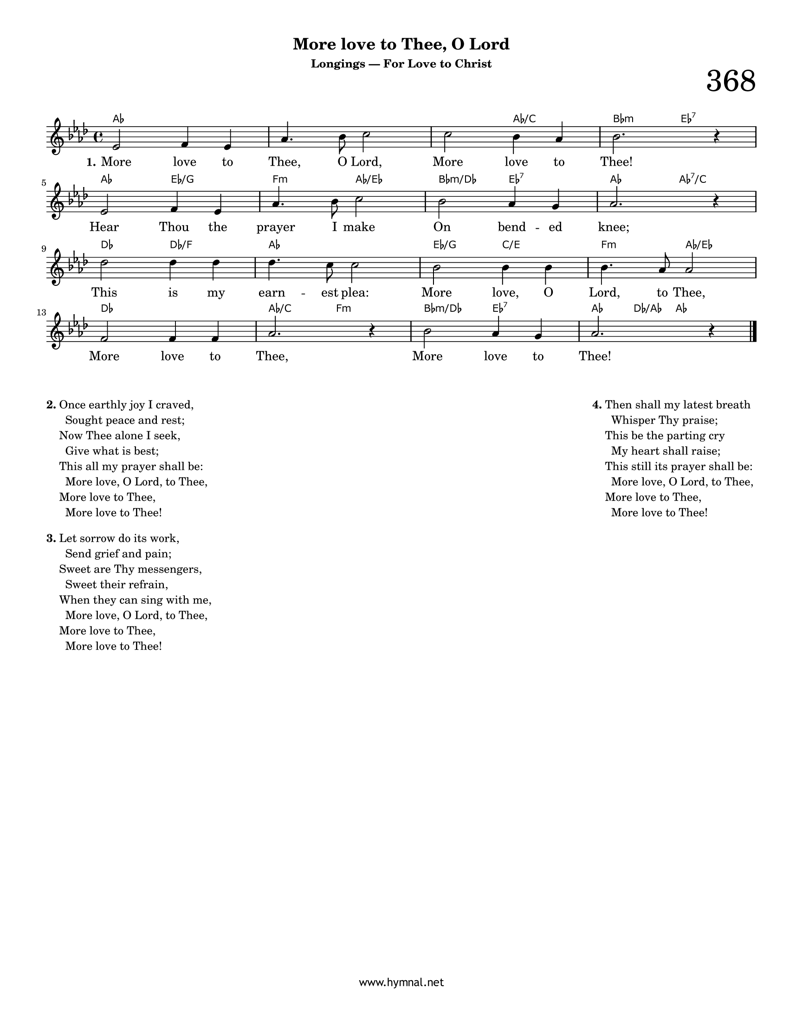 More love to Thee, O Lord
Longings — For Love to Christ
368
A♭ A♭/C B♭m E♭7
1. More love to Thee, O Lord, More love to Thee!
5
A♭ E♭/G Fm A♭/E♭ B♭m/D♭ E♭7 A♭ A♭7/C
Hear Thou the prayer I make On bend - ed knee;
9
D♭ D♭/F A♭ E♭/G C/E Fm A♭/E♭
This is my earn - est plea: More love, O Lord, to Thee,
13
D♭ A♭/C Fm B♭m/D♭ E♭7 A♭ D♭/A♭ A♭
More love to Thee, More love to Thee!
2. Once earthly joy I craved,
Sought peace and rest;
Now Thee alone I seek,
Give what is best;
This all my prayer shall be:
More love, O Lord, to Thee,
More love to Thee,
More love to Thee!
3. Let sorrow do its work,
Send grief and pain;
Sweet are Thy messengers,
Sweet their refrain,
When they can sing with me,
More love, O Lord, to Thee,
More love to Thee,
More love to Thee!
4. Then shall my latest breath
Whisper Thy praise;
This be the parting cry
My heart shall raise;
This still its prayer shall be:
More love, O Lord, to Thee,
More love to Thee,
More love to Thee!
www.hymnal.net